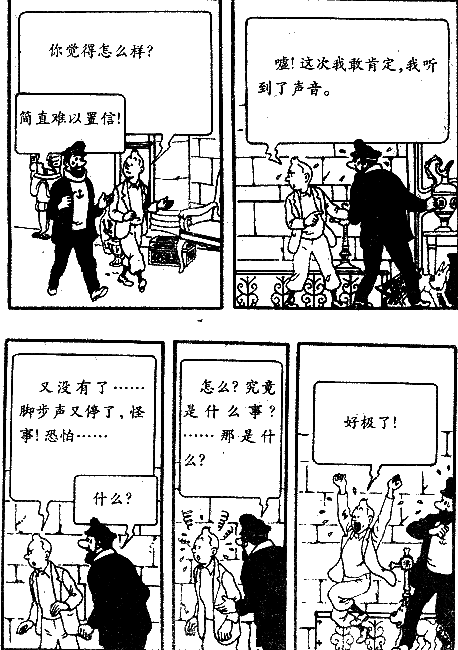 你觉得怎么样?
简直难以置信!
嘘!这次我敢肯定,我听
到了声音。
又没有了……
脚步声又停了,怪
事!恐怕……
什么?
怎么?究竟
是什么事?
……那是什
么?
好极了!